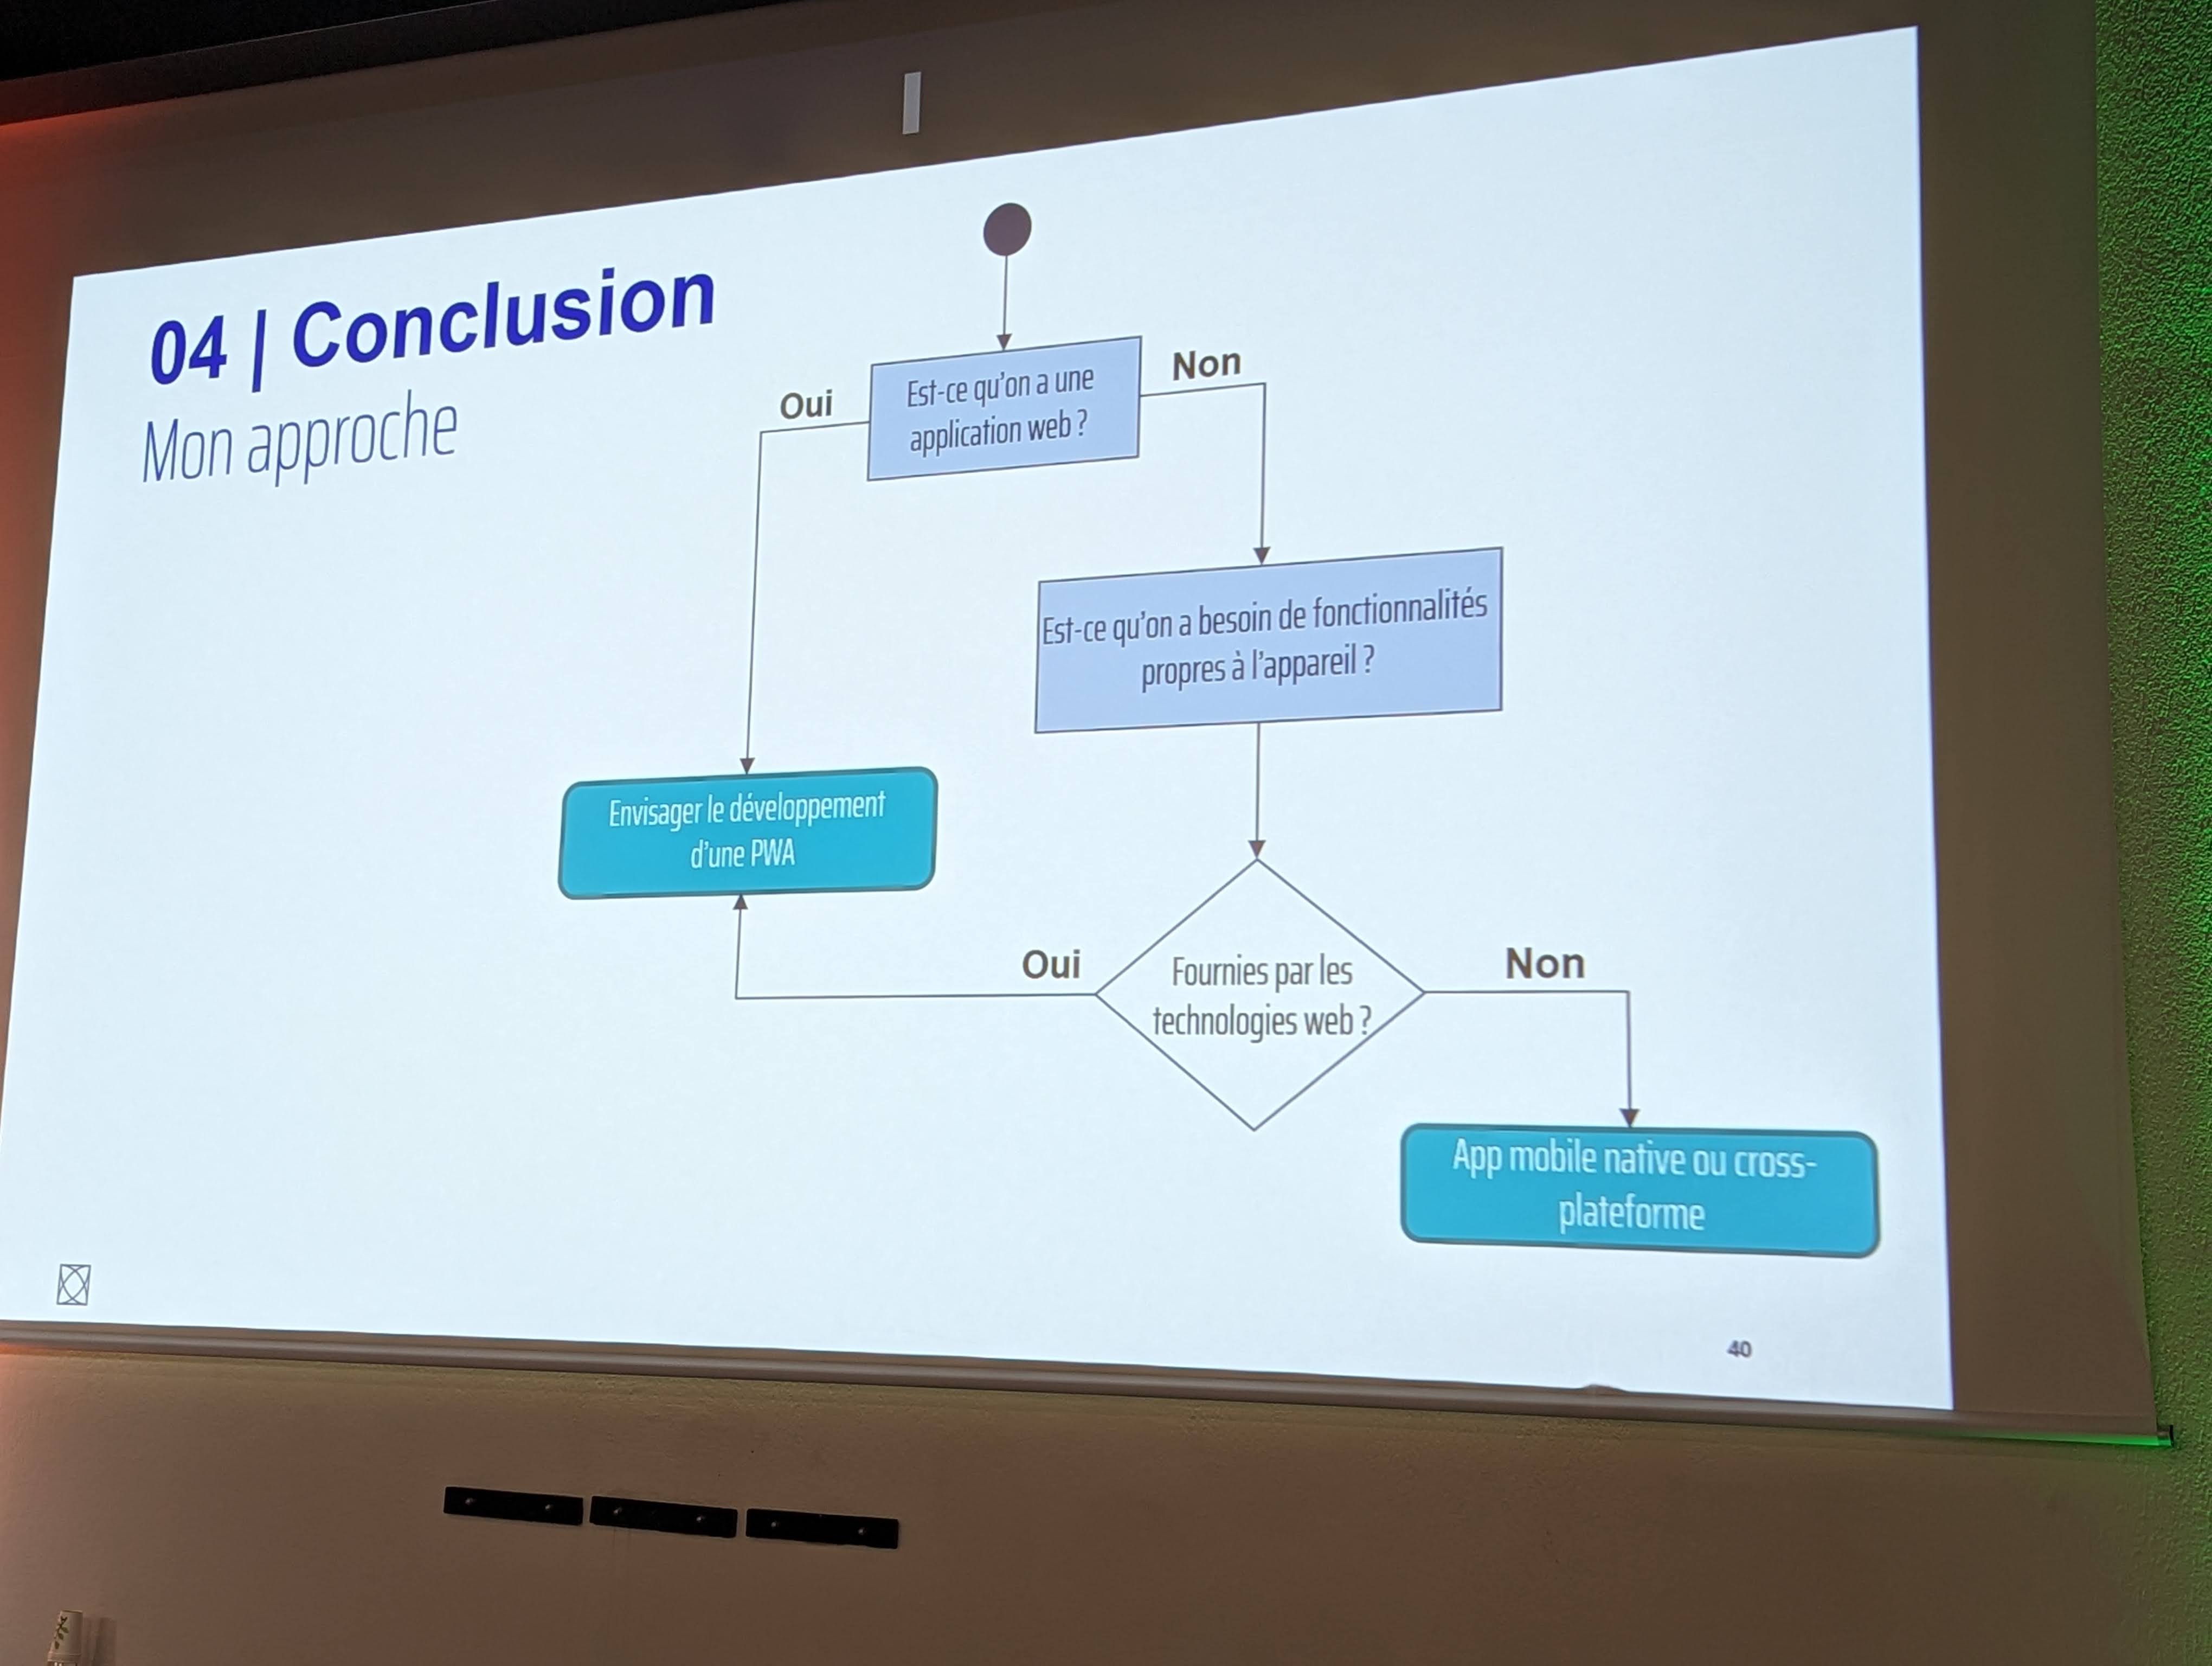 04 | Conclusion
Mon approche
Est-ce qu'on a une
application web ?
Oui
Non
Est-ce qu'on a besoin de fonctionnalités
propres à l'appareil ?
Envisager le développement
d'une PWA
Fournies par les
technologies web ?
Oui
Non
App mobile native ou cross-
plateforme
40